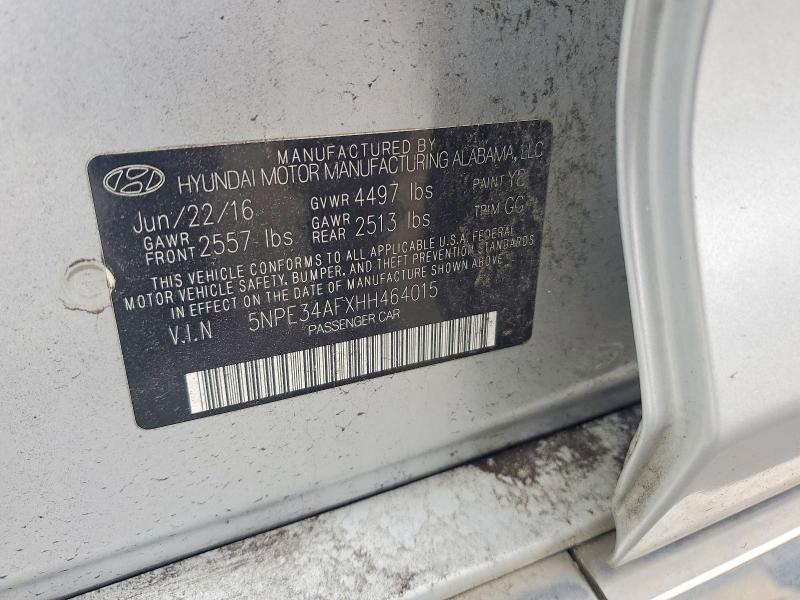 MANUFACTURED BY
HYUNDAI MOTOR MANUFACTURING ALABAMA, LLC
Jun/22/16 GVWR 4497 lbs PAINT
GAWR FRONT 2557 lbs GAWR REAR 2513 lbs TRIM GG
THIS VEHICLE CONFORMS TO ALL APPLICABLE U.S.A. FEDERAL
MOTOR VEHICLE SAFETY, BUMPER, AND THEFT PREVENTION STANDARDS
IN EFFECT ON THE DATE OF MANUFACTURE SHOWN ABOVE
V.I.N 5NPE34AFXHH464015
PASSENGER CAR